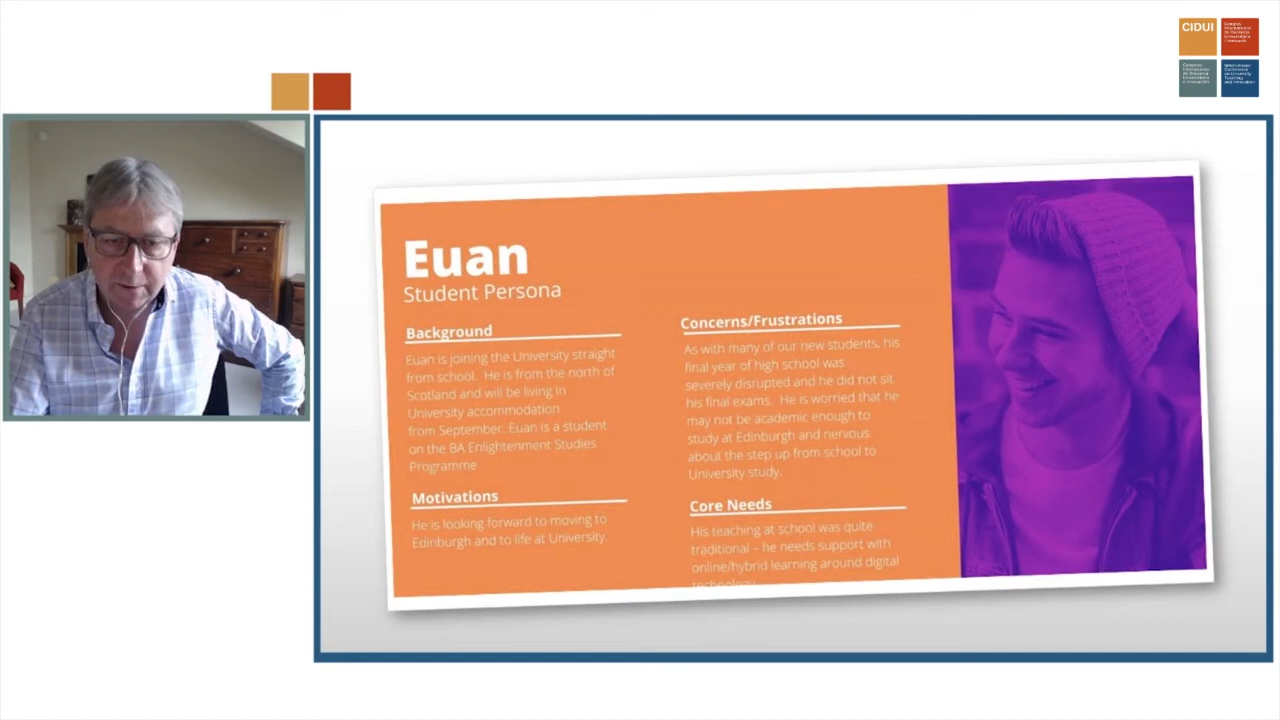 CIDUI
Euan
Student Persona
Background
Euan is joining the University straight
from school. He is from the north of
Scotland and will be living in
University accommodation
from September. Euan is a student
on the BA Enlightenment Studies
Programme
Motivations
He is looking forward to moving to
Edinburgh and to life at University.
Concerns/Frustrations
As with many of our new students, his
final year of high school was
severely disrupted and he did not sit
his final exams. He is worried that he
may not be academic enough to
study at Edinburgh and nervous
about the step up from school to
University study.
Core Needs
His teaching at school was quite
traditional – he needs support with
online/hybrid learning around digital
technology.